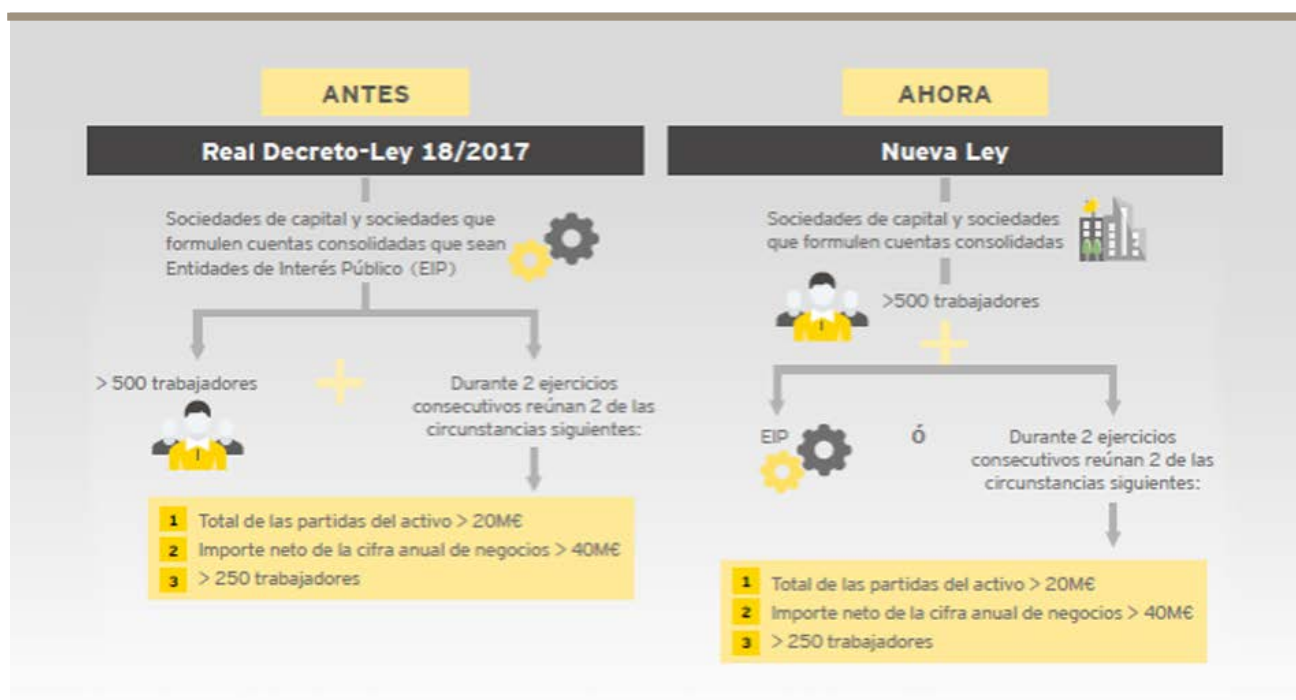 ANTES
Real Decreto-Ley 18/2017
Sociedades de capital y sociedades que
formulen cuentas consolidadas que sean
Entidades de Interés Público (EIP)
> 500 trabajadores
+
Durante 2 ejercicios
consecutivos reúnan 2 de las
circunstancias siguientes:
1 Total de las partidas del activo > 20M€
2 Importe neto de la cifra anual de negocios > 40M€
3 > 250 trabajadores
AHORA
Nueva Ley
Sociedades de capital y sociedades
que formulen cuentas consolidadas
>500 trabajadores
+
EIP
ó
Durante 2 ejercicios
consecutivos reúnan 2 de las
circunstancias siguientes:
1 Total de las partidas del activo > 20M€
2 Importe neto de la cifra anual de negocios > 40M€
3 > 250 trabajadores